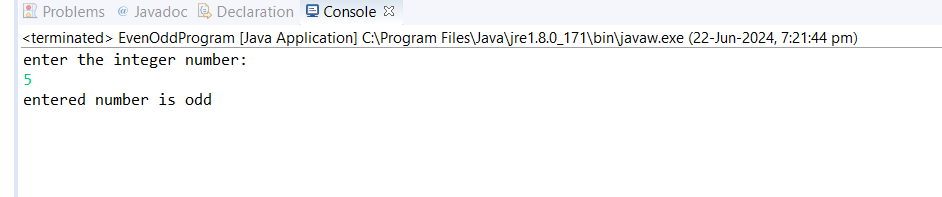 Problems @ Javadoc Declaration Console
<terminated> EvenOddProgram [Java Application] C:\Program Files\Java\jre1.8.0_171\bin\javaw.exe (22-Jun-2024, 7:21:44 pm)
enter the integer number:
5
entered number is odd